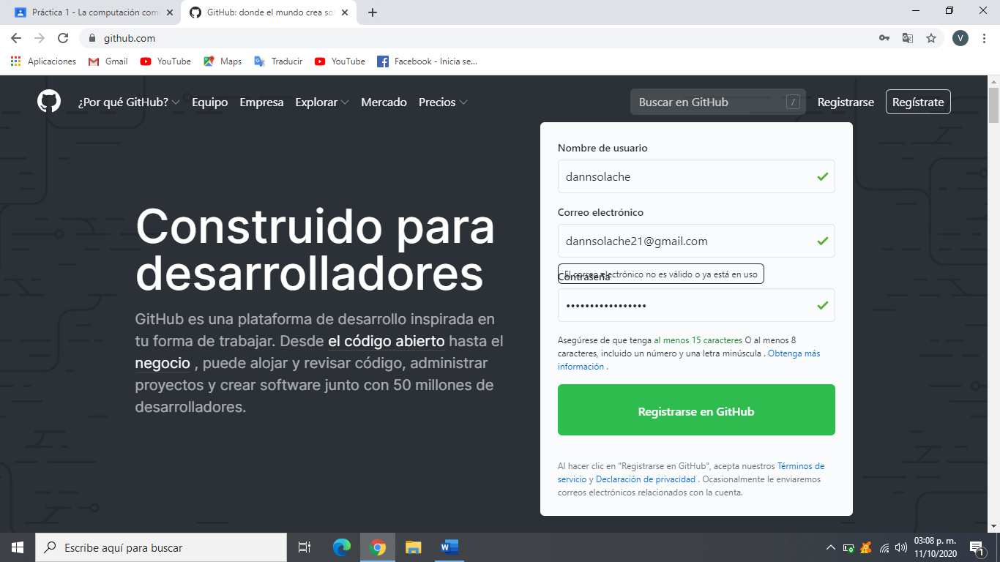 Práctica 1 - La computación com
GitHub: donde el mundo crea so
github.com
V
Aplicaciones
Gmail
YouTube
Maps
Traducir
YouTube
Facebook - Inicia se...
¿Por qué GitHub?
Equipo
Empresa
Explorar
Mercado
Precios
Buscar en GitHub
/
Registrarse
Regístrate
Construido para
desarrolladores
GitHub es una plataforma de desarrollo inspirada en
tu forma de trabajar. Desde el código abierto hasta el
negocio , puede alojar y revisar código, administrar
proyectos y crear software junto con 50 millones de
desarrolladores.
Nombre de usuario
dannsolache
Correo electrónico
dannsolache21@gmail.com
El correo electrónico no es válido o ya está en uso
Contraseña
•••••••••••••••••
Asegúrese de que tenga al menos 15 caracteres O al menos 8
caracteres, incluido un número y una letra minúscula . Obtenga más
información .
Registrarse en GitHub
Al hacer clic en "Registrarse en GitHub", acepta nuestros Términos de
servicio y Declaración de privacidad . Ocasionalmente le enviaremos
correos electrónicos relacionados con la cuenta.
Escribe aquí para buscar
03:08 p. m.
11/10/2020
1